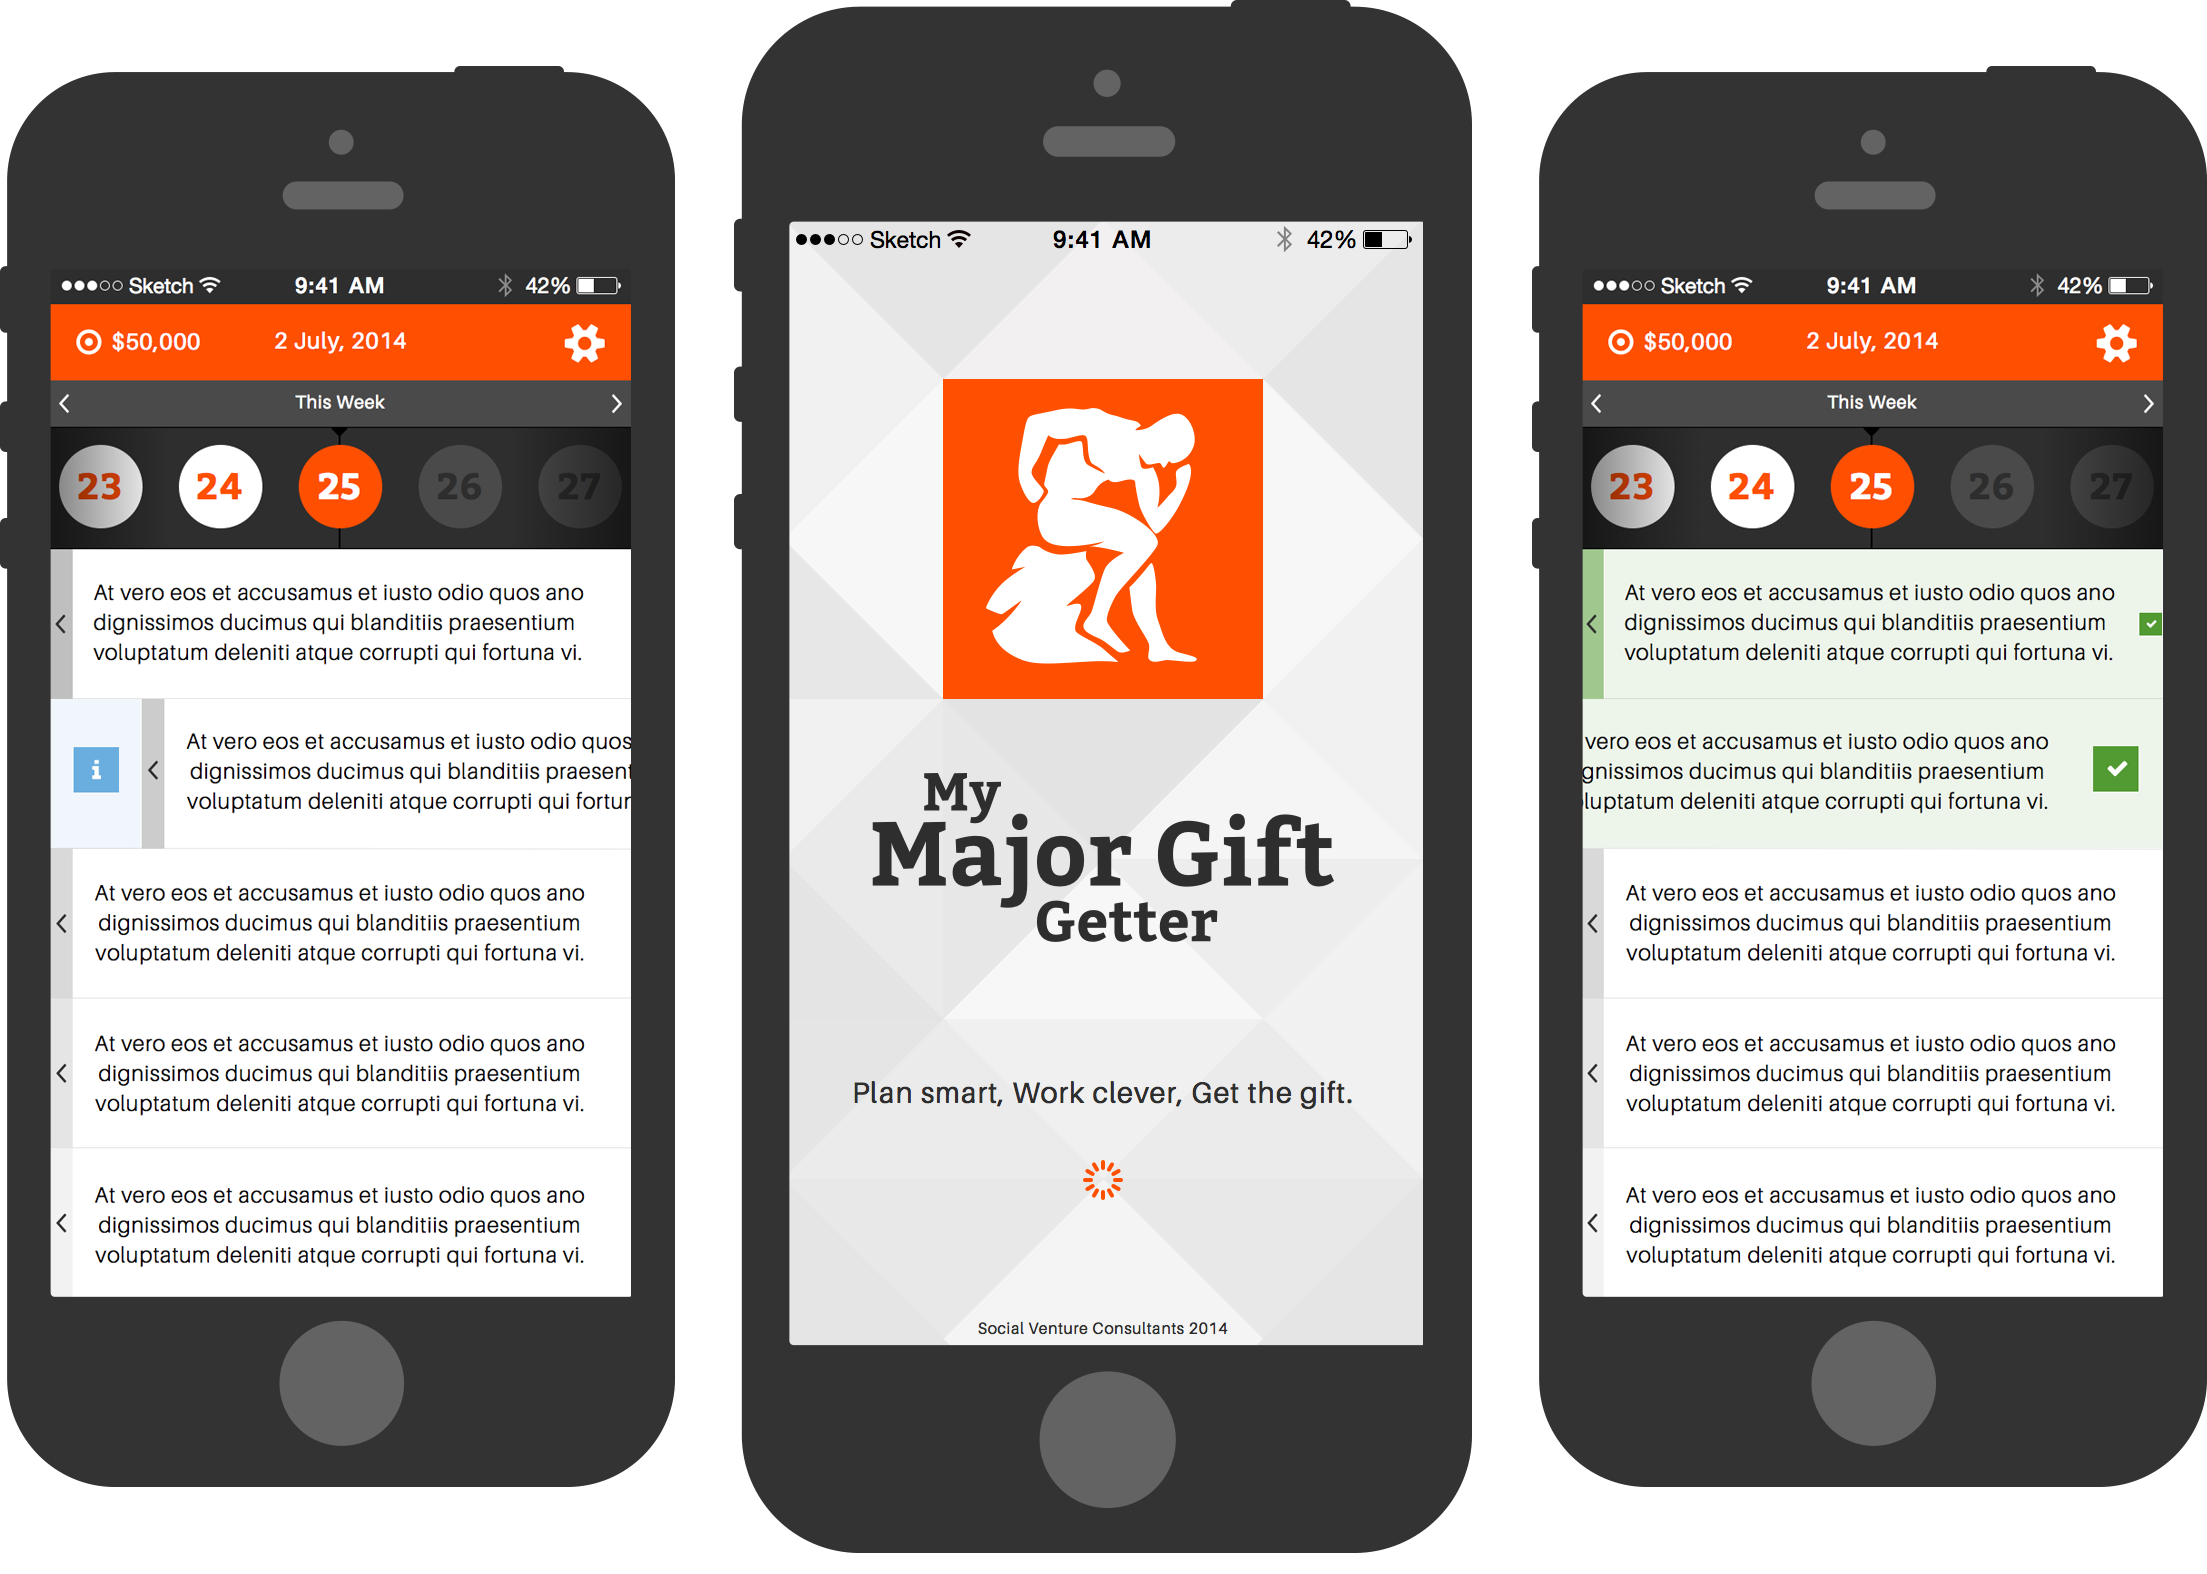 Sketch 9:41 AM 42%
$50,000 2 July, 2014
This Week
23 24 25 26 27
At vero eos et accusamus et iusto odio quos ano
dignissimos ducimus qui blanditiis praesentium
voluptatum deleniti atque corrupti qui fortuna vi.
At vero eos et accusamus et iusto odio quos
dignissimos ducimus qui blanditiis praesent
voluptatum deleniti atque corrupti qui fortur
At vero eos et accusamus et iusto odio quos ano
dignissimos ducimus qui blanditiis praesentium
voluptatum deleniti atque corrupti qui fortuna vi.
At vero eos et accusamus et iusto odio quos ano
dignissimos ducimus qui blanditiis praesentium
voluptatum deleniti atque corrupti qui fortuna vi.
At vero eos et accusamus et iusto odio quos ano
dignissimos ducimus qui blanditiis praesentium
voluptatum deleniti atque corrupti qui fortuna vi.
Sketch 9:41 AM 42%
My
Major Gift
Getter
Plan smart, Work clever, Get the gift.
Social Venture Consultants 2014
Sketch 9:41 AM 42%
$50,000 2 July, 2014
This Week
23 24 25 26 27
At vero eos et accusamus et iusto odio quos ano
dignissimos ducimus qui blanditiis praesentium
voluptatum deleniti atque corrupti qui fortuna vi.
vero eos et accusamus et iusto odio quos ano
gnissimos ducimus qui blanditiis praesentium
luptatum deleniti atque corrupti qui fortuna vi.
At vero eos et accusamus et iusto odio quos ano
dignissimos ducimus qui blanditiis praesentium
voluptatum deleniti atque corrupti qui fortuna vi.
At vero eos et accusamus et iusto odio quos ano
dignissimos ducimus qui blanditiis praesentium
voluptatum deleniti atque corrupti qui fortuna vi.
At vero eos et accusamus et iusto odio quos ano
dignissimos ducimus qui blanditiis praesentium
voluptatum deleniti atque corrupti qui fortuna vi.